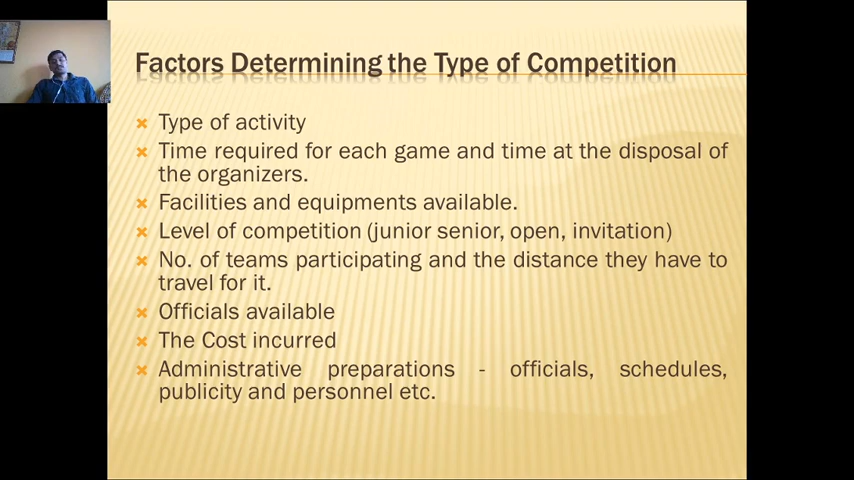 Factors Determining the Type of Competition
Type of activity
Time required for each game and time at the disposal of
the organizers.
Facilities and equipments available.
Level of competition (junior senior, open, invitation)
No. of teams participating and the distance they have to
travel for it.
Officials available
The Cost incurred
Administrative preparations - officials, schedules,
publicity and personnel etc.